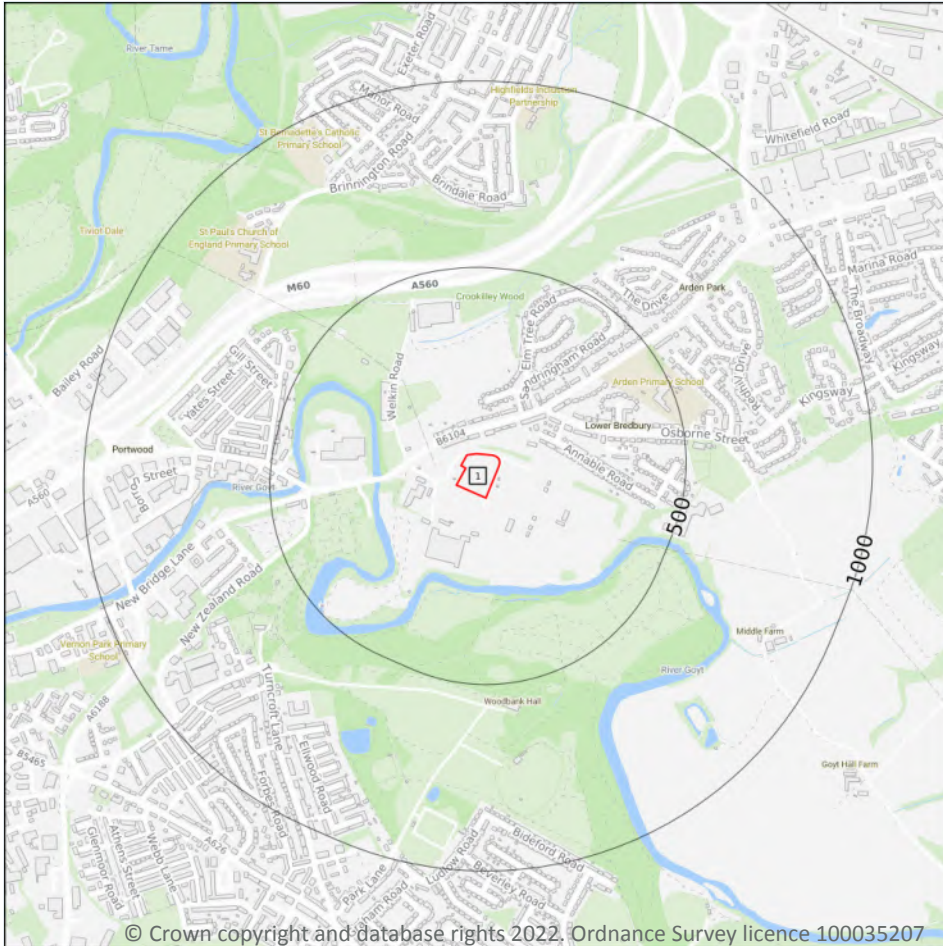 River Tame
Exeter Road
Manor Road
Highfields Inclusion
Partnership
St Bernadette's Catholic
Primary School
Whitefield Road
Brinnington Road
Brindale Road
Tiviot Dale
St Paul's Church of
England Primary School
Marina Road
M60
A560
The Drive
Arden Park
Crookilley Wood
The Broadway
Elm Tree Road
Bailey Road
Gill Street
Sandringham Road
Kingsway
Yates Street
Welkin Road
Redhill Drive
Arden Primary School
Kingsway
Lower Bredbury
Osborne Street
B6104
Portwood
Annable Road
Street
1
River Goyt
A560
500
1000
New Bridge Lane
New Zealand Road
Middle Farm
Vernon Park Primary
School
River Goyt
Turncroft Lane
Woodbank Hall
A6188
Ellwood Road
B5465
Goyt Hall Farm
Forbes Road
Webb Lane
Athens Street
Glenmoor Road
A626
Bideford Road
Ludlow Road
Beverley Road
Park Lane
Road
© Crown copyright and database rights 2022. Ordnance Survey licence 100035207